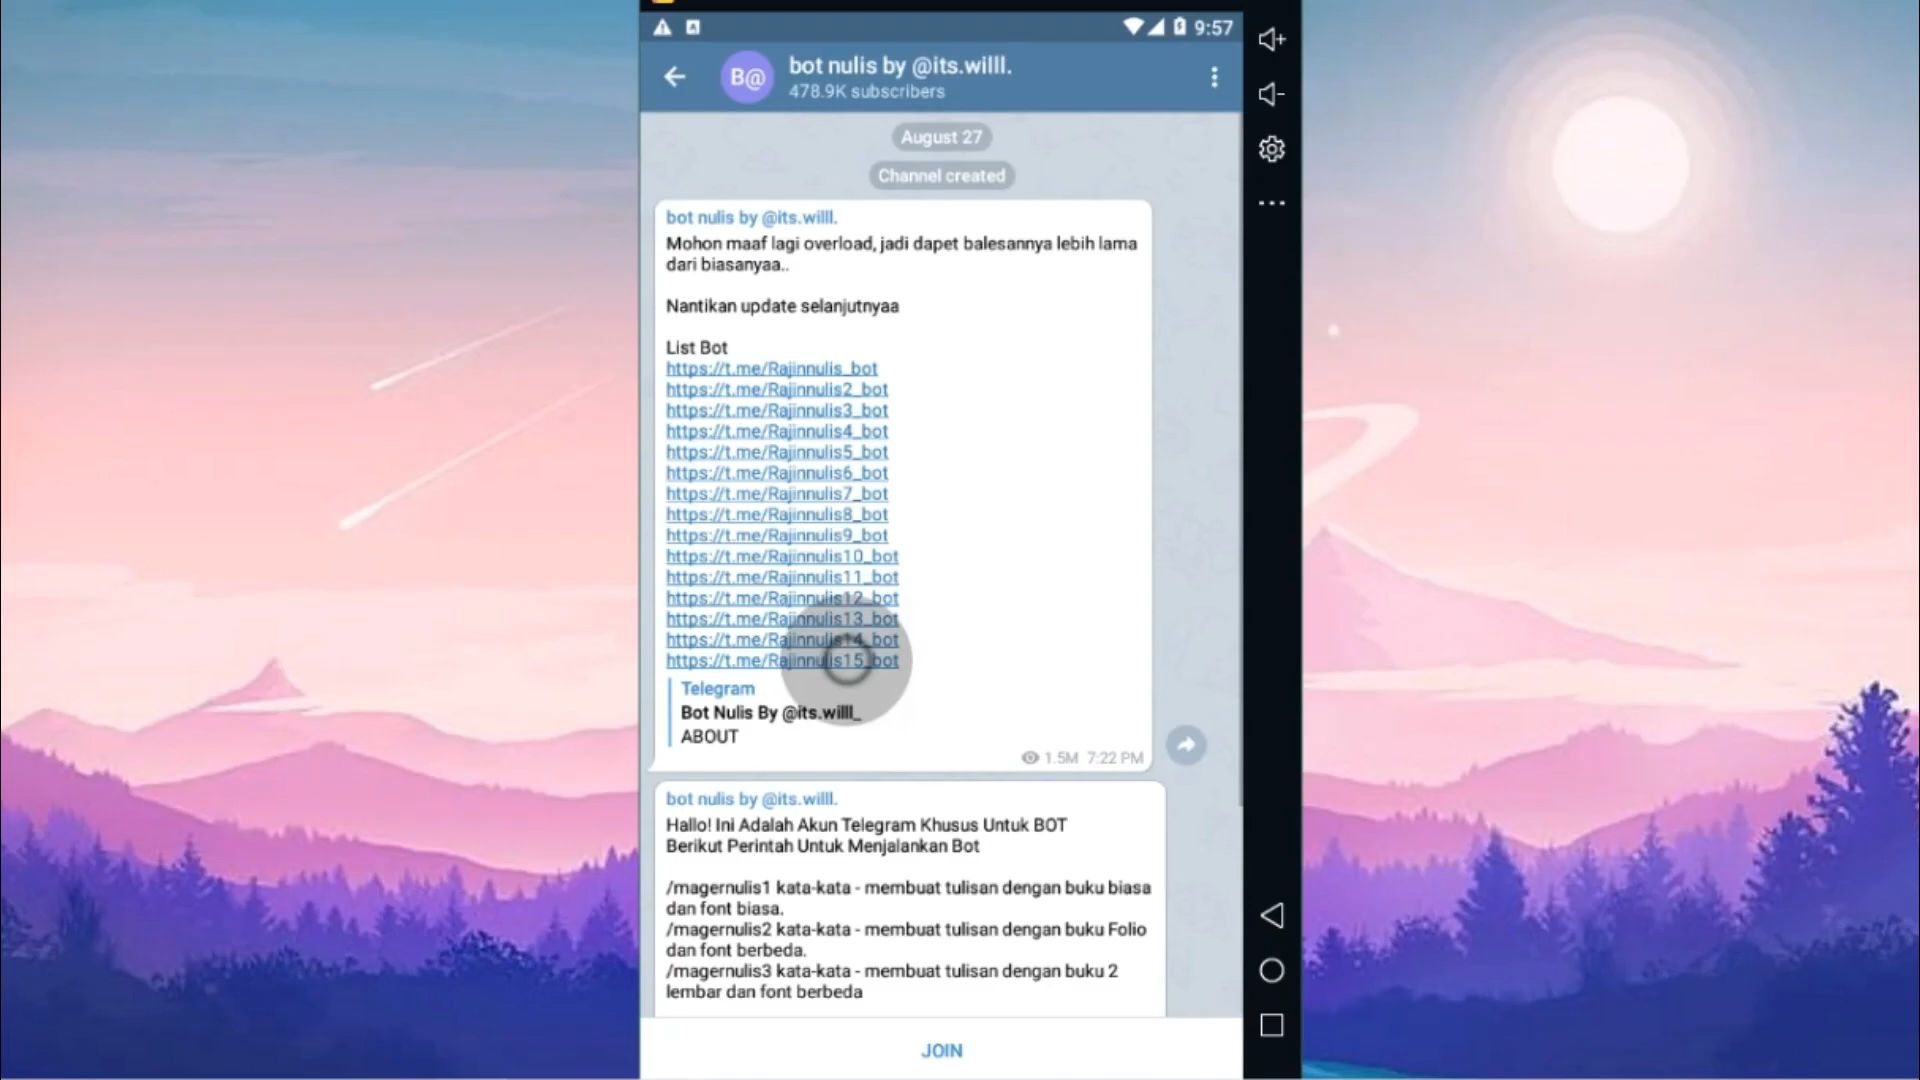 9:57
B@
bot nulis by @its.willl.
478.9K subscribers
August 27
Channel created
bot nulis by @its.willl.
Mohon maaf lagi overload, jadi dapet balesannya lebih lama
dari biasanyaa..
Nantikan update selanjutnyaa
List Bot
https://t.me/Rajinnulis_bot
https://t.me/Rajinnulis2_bot
https://t.me/Rajinnulis3_bot
https://t.me/Rajinnulis4_bot
https://t.me/Rajinnulis5_bot
https://t.me/Rajinnulis6_bot
https://t.me/Rajinnulis7_bot
https://t.me/Rajinnulis8_bot
https://t.me/Rajinnulis9_bot
https://t.me/Rajinnulis10_bot
https://t.me/Rajinnulis11_bot
https://t.me/Rajinnulis12_bot
https://t.me/Rajinnulis13_bot
https://t.me/Rajinnulis14_bot
https://t.me/Rajinnulis15_bot
Telegram
Bot Nulis By @its.willl_
ABOUT
1.5M 7:22 PM
bot nulis by @its.willl.
Hallo! Ini Adalah Akun Telegram Khusus Untuk BOT
Berikut Perintah Untuk Menjalankan Bot
/magernulis1 kata-kata - membuat tulisan dengan buku biasa
dan font biasa.
/magernulis2 kata-kata - membuat tulisan dengan buku Folio
dan font berbeda.
/magernulis3 kata-kata - membuat tulisan dengan buku 2
lembar dan font berbeda
JOIN